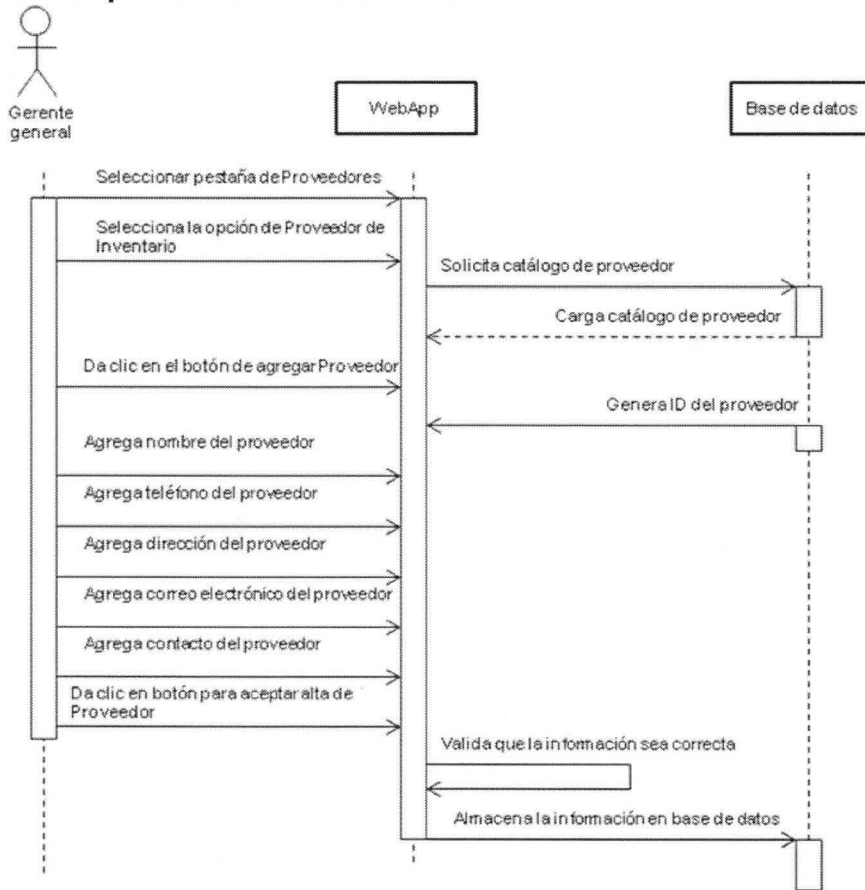 Gerente
general
WebApp
Base de datos
Seleccionar pestaña de Proveedores
Selecciona la opción de Proveedor de
Inventario
Solicita catálogo de proveedor
Carga catálogo de proveedor
Da clic en el botón de agregar Proveedor
Genera ID del proveedor
Agrega nombre del proveedor
Agrega teléfono del proveedor
Agrega dirección del proveedor
Agrega correo electrónico del proveedor
Agrega contacto del proveedor
Da clic en botón para aceptar alta de
Proveedor
Valida que la información sea correcta
Almacena la información en base de datos